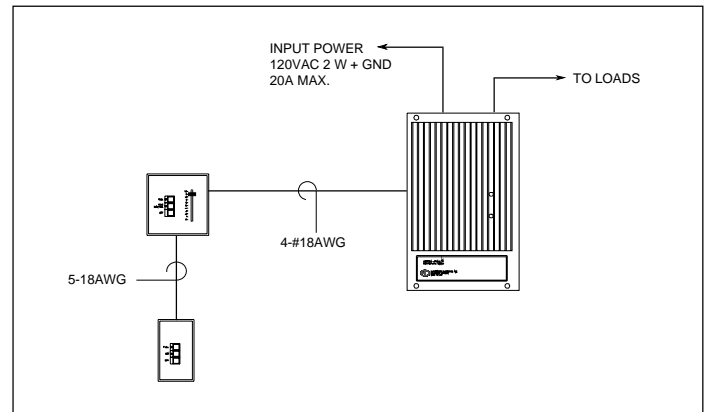 INPUT POWER
120VAC 2 W + GND
20A MAX.
TO LOADS
4-#18AWG
5-18AWG